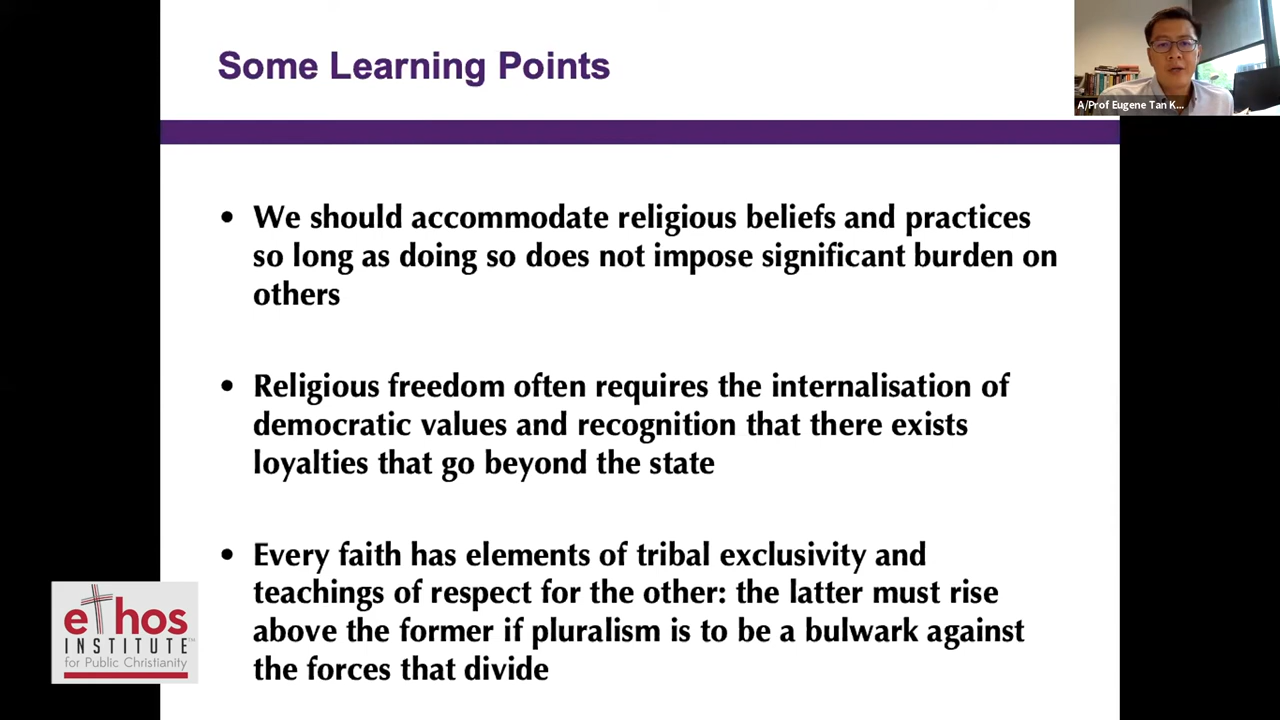 Some Learning Points
A/Prof Eugene Tan K...
• We should accommodate religious beliefs and practices
so long as doing so does not impose significant burden on
others
• Religious freedom often requires the internalisation of
democratic values and recognition that there exists
loyalties that go beyond the state
• Every faith has elements of tribal exclusivity and
teachings of respect for the other: the latter must rise
above the former if pluralism is to be a bulwark against
the forces that divide
ethos
INSTITUTE™
for Public Christianity